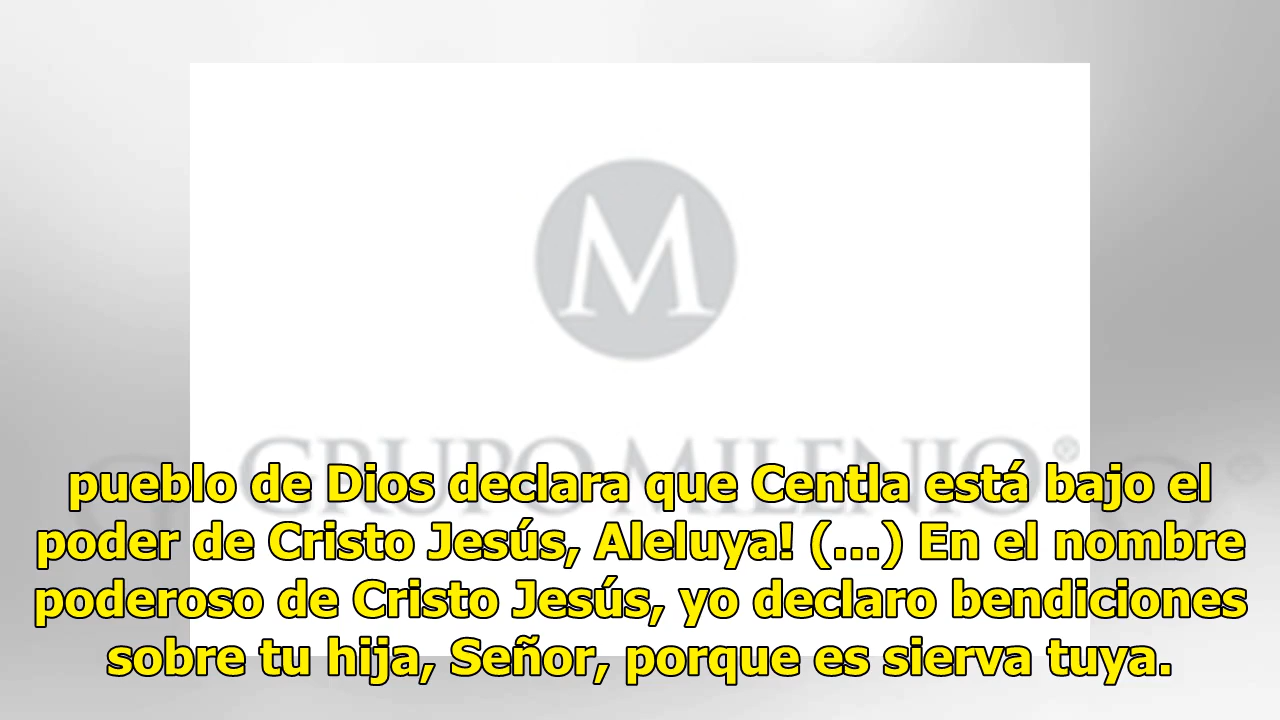 M
GRUPO MILENIO®
pueblo de Dios declara que Centla está bajo el
poder de Cristo Jesús, Aleluya! (...) En el nombre
poderoso de Cristo Jesús, yo declaro bendiciones
sobre tu hija, Señor, porque es sierva tuya.